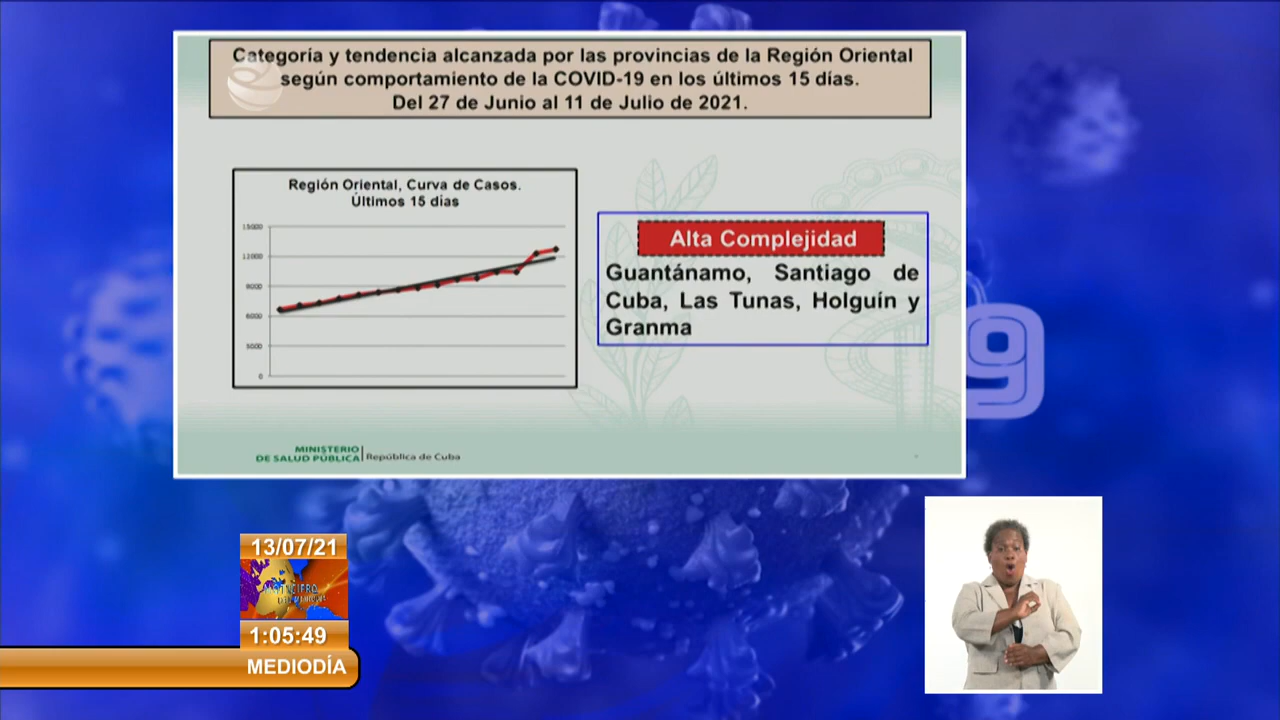 Categoría y tendencia alcanzada por las provincias de la Región Oriental
según comportamiento de la COVID-19 en los últimos 15 días.
Del 27 de Junio al 11 de Julio de 2021.
Región Oriental, Curva de Casos.
Últimos 15 días
15000
12000
9000
6000
3000
0
Alta Complejidad
Guantánamo, Santiago de
Cuba, Las Tunas, Holguín y
Granma
MINISTERIO
DE SALUD PÚBLICA
República de Cuba
9
13/07/21
1:05:49
MEDIODÍA